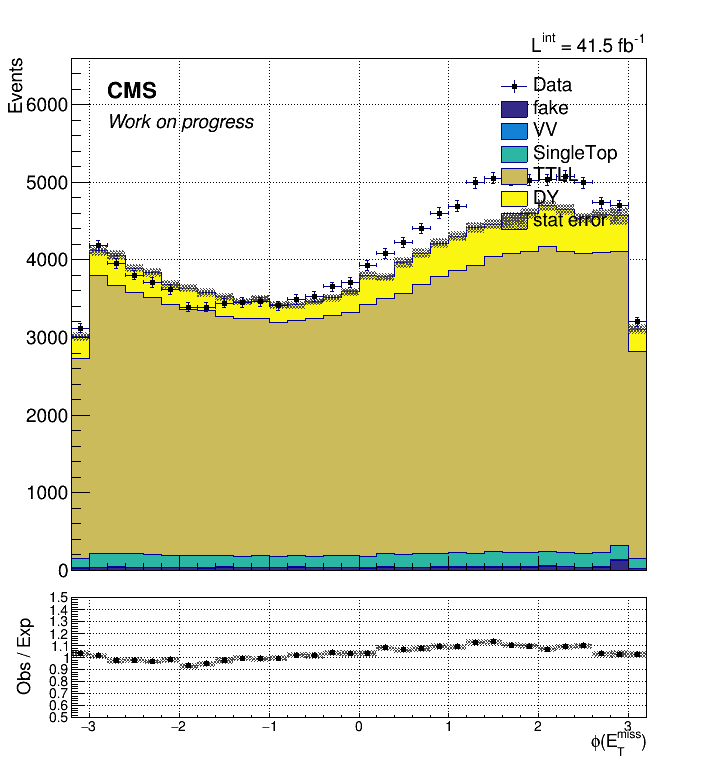 L^int = 41.5 fb^-1
Events
CMS
Work on progress
Data
fake
VV
SingleTop
TTLL
DY
stat error
6000
5000
4000
3000
2000
1000
0
Obs / Exp
1.5
1.4
1.3
1.2
1.1
1
0.9
0.8
0.7
0.6
0.5
−3 −2 −1 0 1 2 3
ϕ(E_T^miss)